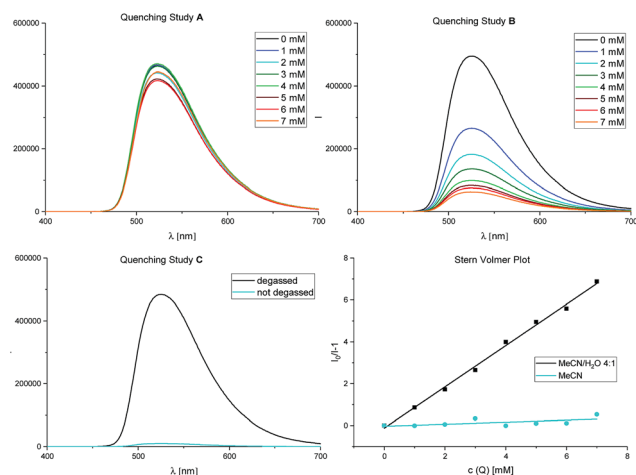 Quenching Study A
600000
400000
200000
0
400
500
600
700
λ [nm]
0 mM
1 mM
2 mM
3 mM
4 mM
5 mM
6 mM
7 mM
Quenching Study B
I
600000
400000
200000
0
400
500
600
700
λ [nm]
0 mM
1 mM
2 mM
3 mM
4 mM
5 mM
6 mM
7 mM
Quenching Study C
600000
400000
200000
0
400
500
600
700
λ [nm]
degassed
not degassed
Stern Volmer Plot
I₀/I-1
6
4
2
0
0
2
4
6
8
c (Q) [mM]
MeCN/H₂O 4:1
MeCN